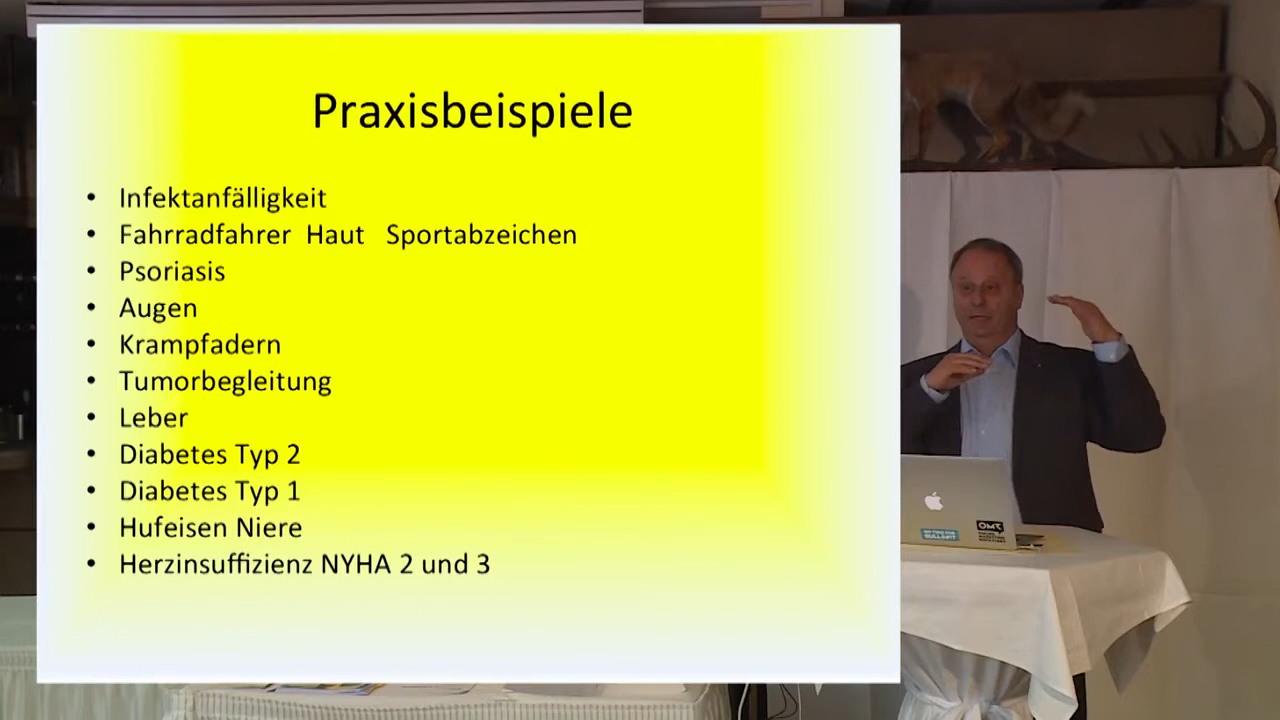 Praxisbeispiele
• Infektanfälligkeit
• Fahrradfahrer Haut Sportabzeichen
• Psoriasis
• Augen
• Krampfadern
• Tumorbegleitung
• Leber
• Diabetes Typ 2
• Diabetes Typ 1
• Hufeisen Niere
• Herzinsuffizienz NYHA 2 und 3
OMR